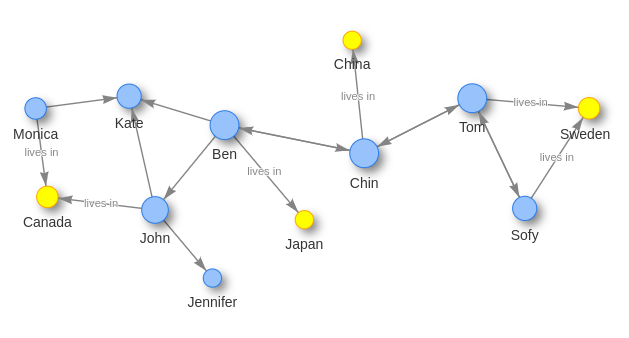 China
lives in
Kate
Monica
lives in
Tom
lives in
Sweden
Ben
lives in
lives in
Chin
Canada
lives in
John
Japan
Sofy
Jennifer